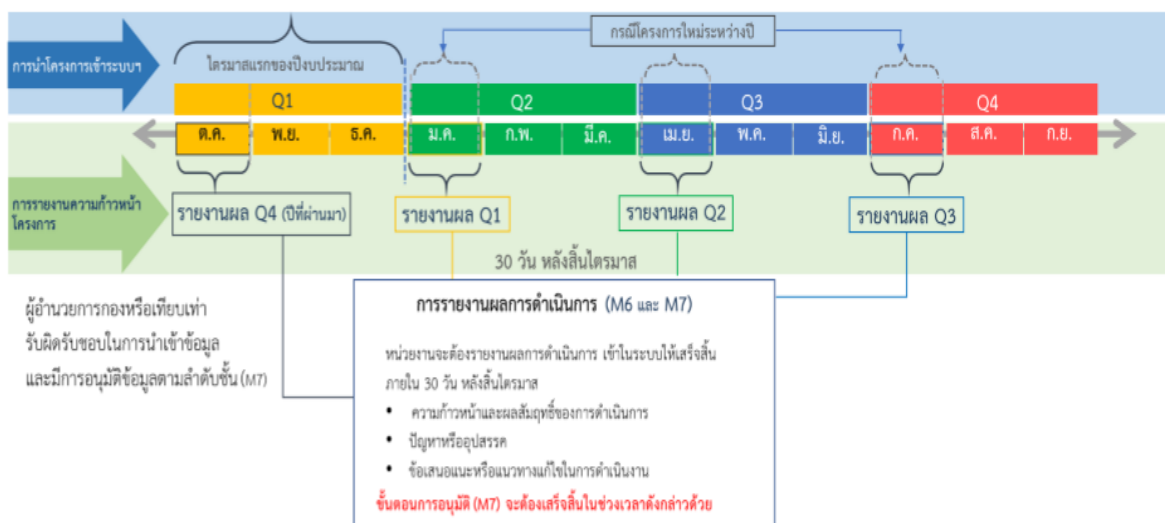 กรณีโครงการใหม่ระหว่างปี
การนำโครงการเข้าระบบฯ
ไตรมาสแรกของปีงบประมาณ
Q1 Q2 Q3 Q4
ต.ค. พ.ย. ธ.ค. ม.ค. ก.พ. มี.ค. เม.ย. พ.ค. มิ.ย. ก.ค. ส.ค. ก.ย.
การรายงานความก้าวหน้า
โครงการ
รายงานผล Q4 (ปีที่ผ่านมา) รายงานผล Q1 รายงานผล Q2 รายงานผล Q3
30 วัน หลังสิ้นไตรมาส
ผู้อำนวยการกองหรือเทียบเท่า
รับผิดรับชอบในการนำเข้าข้อมูล
และมีการอนุมัติข้อมูลตามลำดับชั้น (M7)
การรายงานผลการดำเนินการ (M6 และ M7)
หน่วยงานจะต้องรายงานผลการดำเนินการ เข้าในระบบให้เสร็จสิ้น
ภายใน 30 วัน หลังสิ้นไตรมาส
• ความก้าวหน้าและผลสัมฤทธิ์ของการดำเนินการ
• ปัญหาหรืออุปสรรค
• ข้อเสนอแนะหรือแนวทางแก้ไขในการดำเนินงาน
ขั้นตอนการอนุมัติ (M7) จะต้องเสร็จสิ้นในช่วงเวลาดังกล่าวด้วย